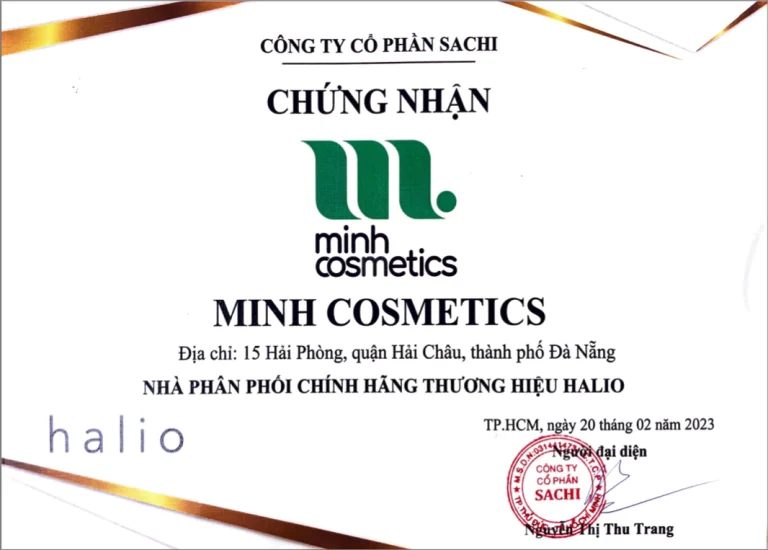 CÔNG TY CỔ PHẦN SACHI
CHỨNG NHẬN
minh
cosmetics
MINH COSMETICS
Địa chỉ: 15 Hải Phòng, quận Hải Châu, thành phố Đà Nẵng
NHÀ PHÂN PHỐI CHÍNH HÃNG THƯƠNG HIỆU HALIO
halio
TP.HCM, ngày 20 tháng 02 năm 2023
Người đại diện
CÔNG TY
CỔ PHẦN
SACHI
Nguyễn Thị Thu Trang